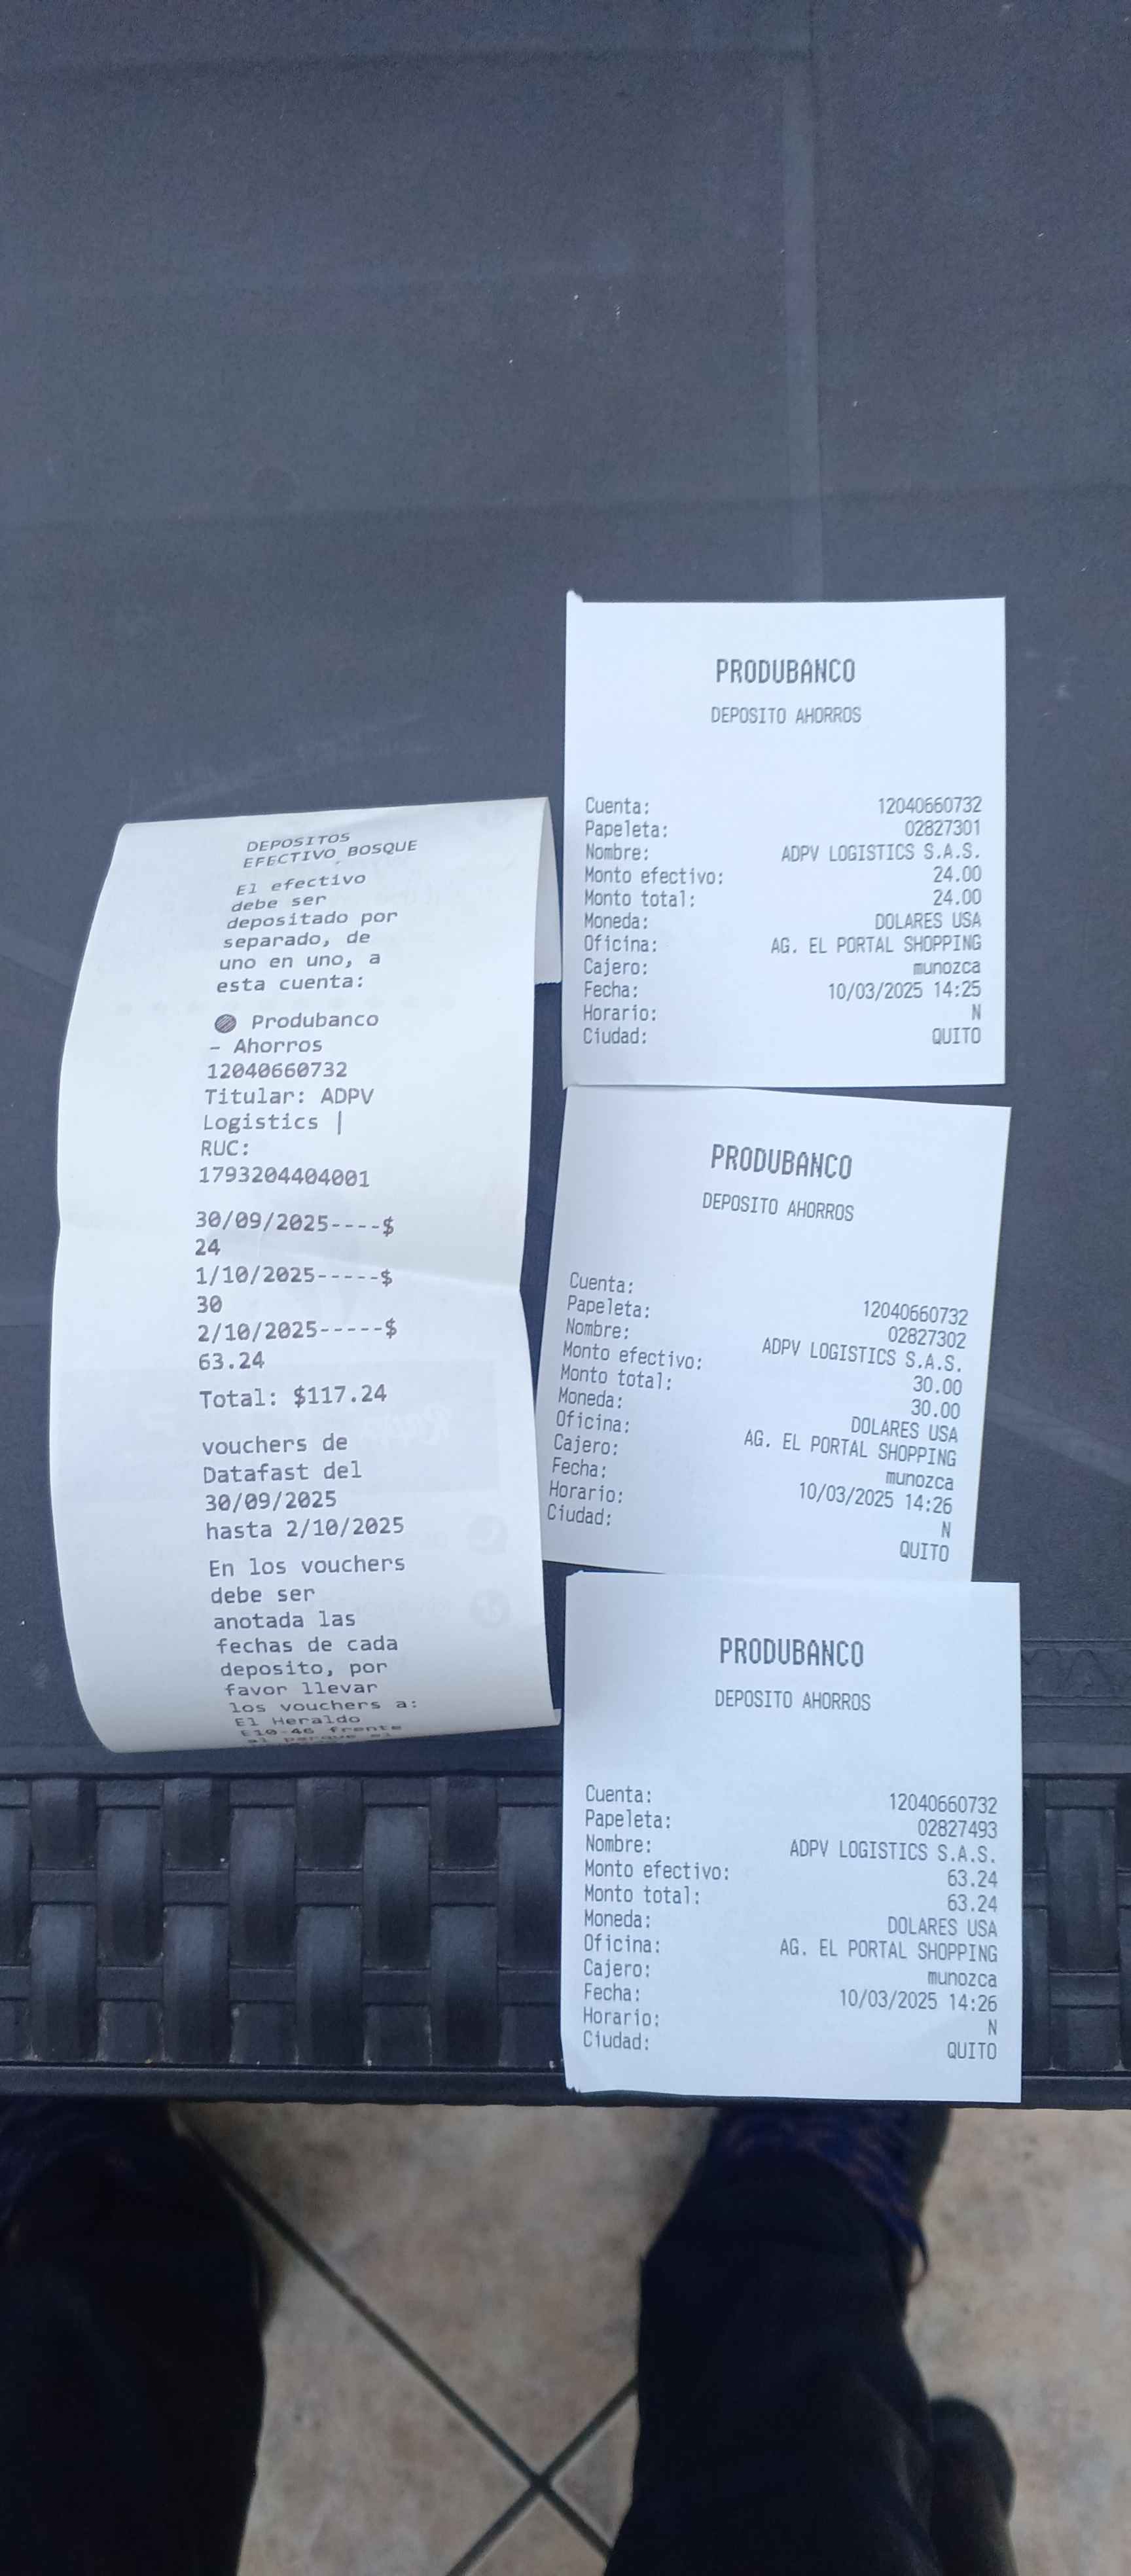 DEPOSITOS
EFECTIVO BOSQUE
El efectivo
debe ser
depositado por
separado, de
uno en uno, a
esta cuenta:
Produbanco
– Ahorros
12040660732
Titular: ADPV
Logistics |
RUC:
1793204404001
30/09/2025----$
24
1/10/2025-----$
30
2/10/2025-----$
63.24
Total: $117.24
vouchers de
Datafast del
30/09/2025
hasta 2/10/2025
En los vouchers
debe ser
anotada las
fechas de cada
deposito, por
favor llevar
los vouchers a:
El Heraldo
E10-46 frente
al parque el
PRODUBANCO
DEPOSITO AHORROS
Cuenta: 12040660732
Papeleta: 02827301
Nombre: ADPV LOGISTICS S.A.S.
Monto efectivo: 24.00
Monto total: 24.00
Moneda: DOLARES USA
Oficina: AG. EL PORTAL SHOPPING
Cajero: munozca
Fecha: 10/03/2025 14:25
Horario: N
Ciudad: QUITO
PRODUBANCO
DEPOSITO AHORROS
Cuenta: 12040660732
Papeleta: 02827302
Nombre: ADPV LOGISTICS S.A.S.
Monto efectivo: 30.00
Monto total: 30.00
Moneda: DOLARES USA
Oficina: AG. EL PORTAL SHOPPING
Cajero: munozca
Fecha: 10/03/2025 14:26
Horario: N
Ciudad: QUITO
PRODUBANCO
DEPOSITO AHORROS
Cuenta: 12040660732
Papeleta: 02827493
Nombre: ADPV LOGISTICS S.A.S.
Monto efectivo: 63.24
Monto total: 63.24
Moneda: DOLARES USA
Oficina: AG. EL PORTAL SHOPPING
Cajero: munozca
Fecha: 10/03/2025 14:26
Horario: N
Ciudad: QUITO